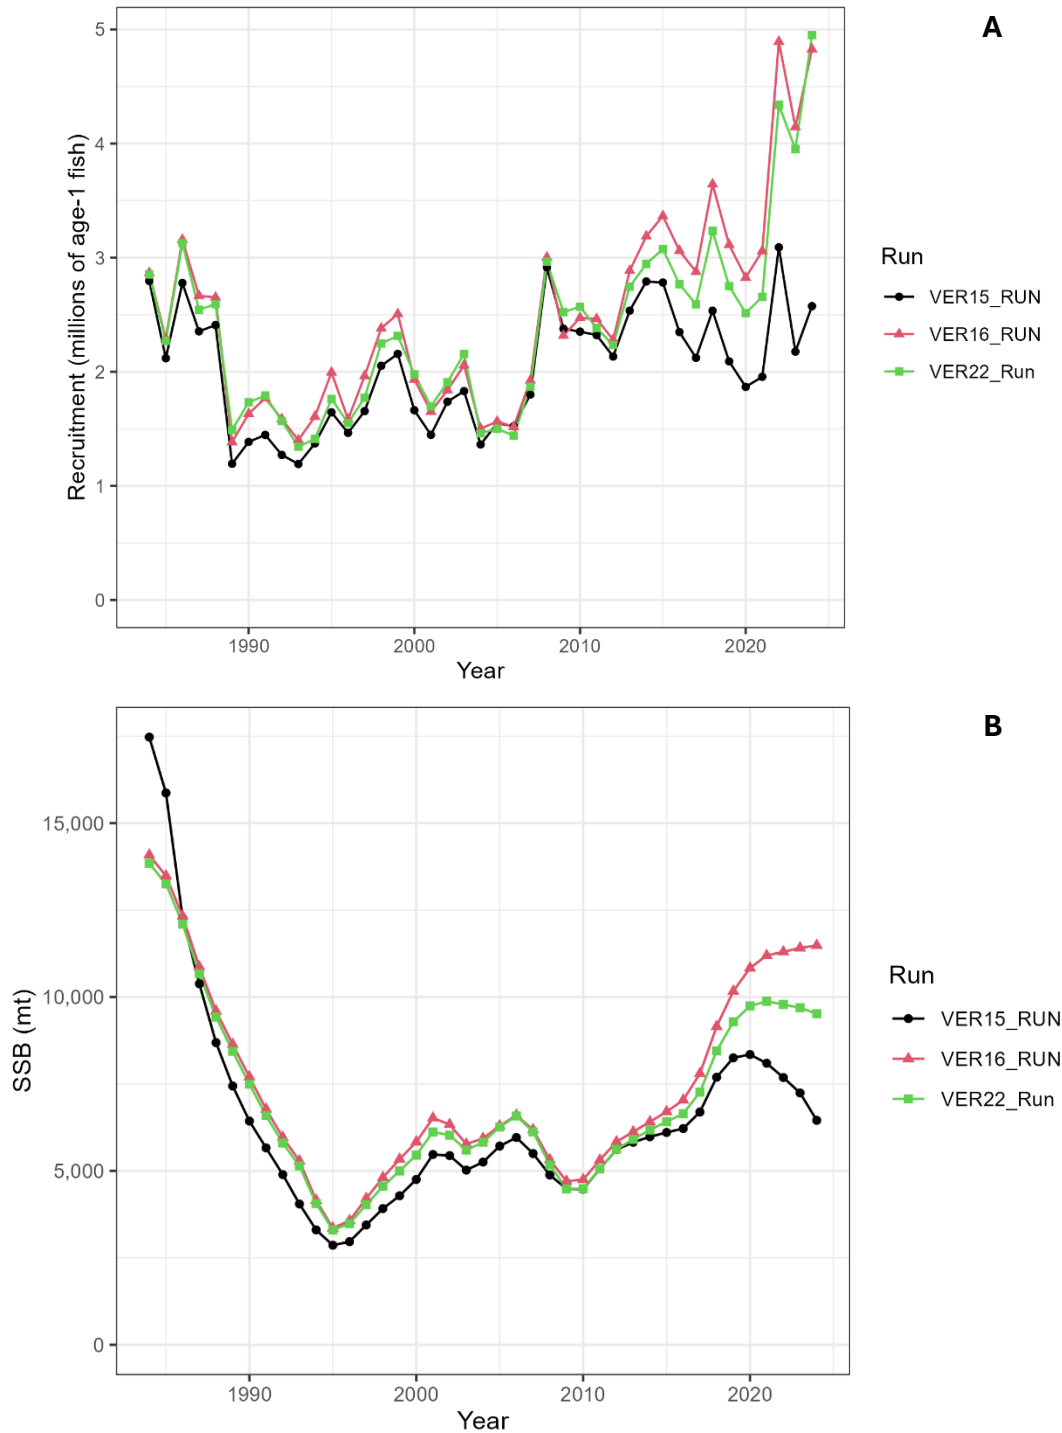 A
Recruitment (millions of age-1 fish)
5
4
3
2
1
0
1990 2000 2010 2020
Year
Run
VER15_RUN
VER16_RUN
VER22_Run
B
SSB (mt)
15,000
10,000
5,000
0
1990 2000 2010 2020
Year
Run
VER15_RUN
VER16_RUN
VER22_Run